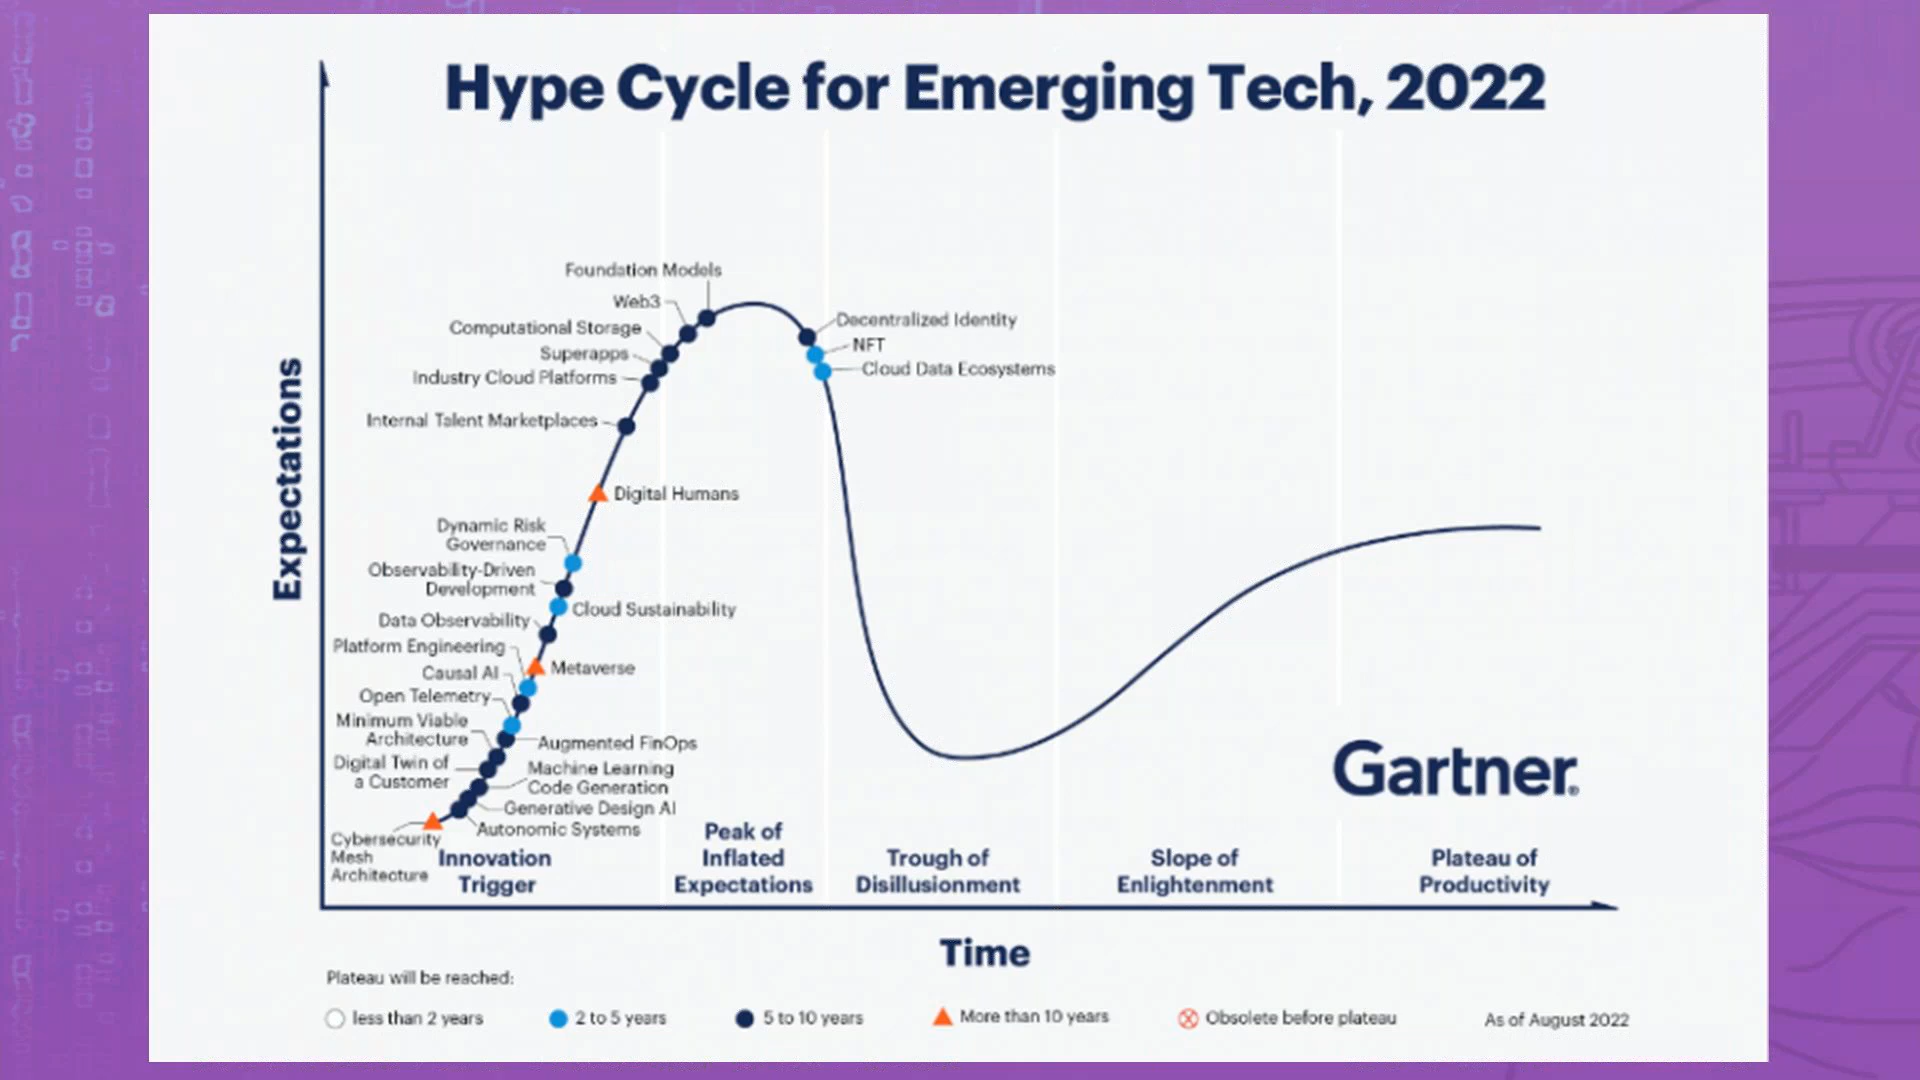 Hype Cycle for Emerging Tech, 2022
Expectations
Foundation Models
Web3
Computational Storage
Superapps
Industry Cloud Platforms
Internal Talent Marketplaces
Decentralized Identity
NFT
Cloud Data Ecosystems
Digital Humans
Dynamic Risk
Governance
Observability-Driven
Development
Cloud Sustainability
Data Observability
Platform Engineering
Metaverse
Causal AI
Open Telemetry
Minimum Viable
Architecture
Augmented FinOps
Digital Twin of
a Customer
Machine Learning
Code Generation
Generative Design AI
Autonomic Systems
Cybersecurity
Mesh
Architecture
Gartner®
Innovation
Trigger
Peak of
Inflated
Expectations
Trough of
Disillusionment
Slope of
Enlightenment
Plateau of
Productivity
Time
Plateau will be reached:
less than 2 years
2 to 5 years
5 to 10 years
More than 10 years
Obsolete before plateau
As of August 2022